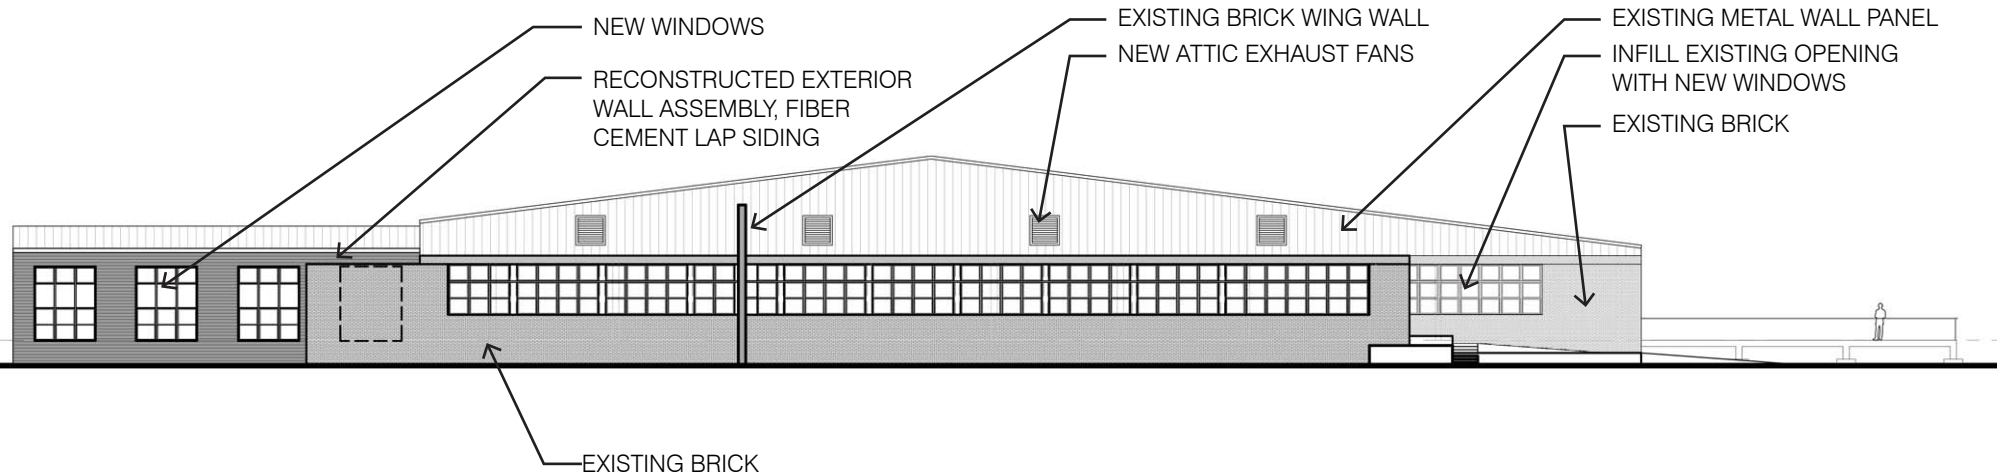 NEW WINDOWS
RECONSTRUCTED EXTERIOR
WALL ASSEMBLY, FIBER
CEMENT LAP SIDING
EXISTING BRICK WING WALL
NEW ATTIC EXHAUST FANS
EXISTING METAL WALL PANEL
INFILL EXISTING OPENING
WITH NEW WINDOWS
EXISTING BRICK
EXISTING BRICK